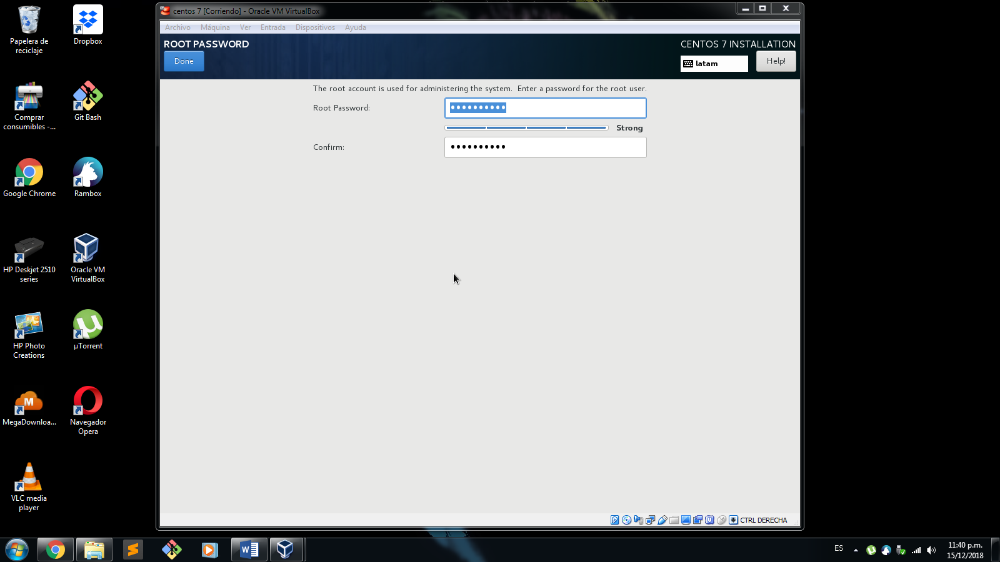 Papelera de
reciclaje
Dropbox
Comprar
consumibles -...
Git Bash
Google Chrome
Rambox
HP Deskjet 2510
series
Oracle VM
VirtualBox
HP Photo
Creations
µTorrent
MegaDownloa...
Navegador
Opera
VLC media
player
centos 7 [Corriendo] - Oracle VM VirtualBox
Archivo Máquina Ver Entrada Dispositivos Ayuda
ROOT PASSWORD
Done
CENTOS 7 INSTALLATION
latam
Help!
The root account is used for administering the system. Enter a password for the root user.
Root Password:
••••••••••
Strong
Confirm:
••••••••••
CTRL DERECHA
ES
11:40 p.m.
15/12/2018